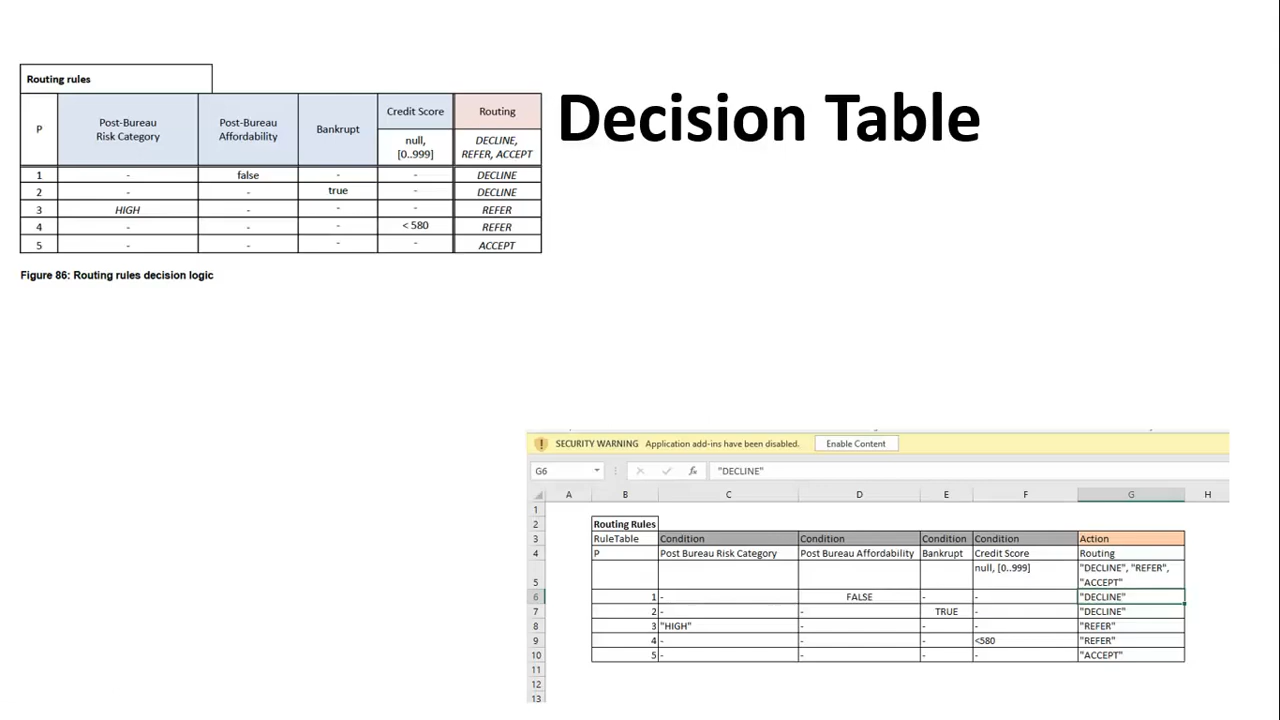 Decision Table
Routing rules
P Post-Bureau Risk Category Post-Bureau Affordability Bankrupt Credit Score Routing
null, [0..999] DECLINE, REFER, ACCEPT
1 - false - - DECLINE
2 - - true - DECLINE
3 HIGH - - - REFER
4 - - - < 580 REFER
5 - - - - ACCEPT
Figure 86: Routing rules decision logic
SECURITY WARNING Application add-ins have been disabled. Enable Content
G6 fx "DECLINE"
A B C D E F G H
1
2 Routing Rules
3 RuleTable Condition Condition Condition Condition Action
4 P Post Bureau Risk Category Post Bureau Affordability Bankrupt Credit Score Routing
5 null, [0..999] "DECLINE", "REFER", "ACCEPT"
6 1 - FALSE - - "DECLINE"
7 2 - - TRUE - "DECLINE"
8 3 "HIGH" - - - "REFER"
9 4 - - - <580 "REFER"
10 5 - - - - "ACCEPT"
11
12
13